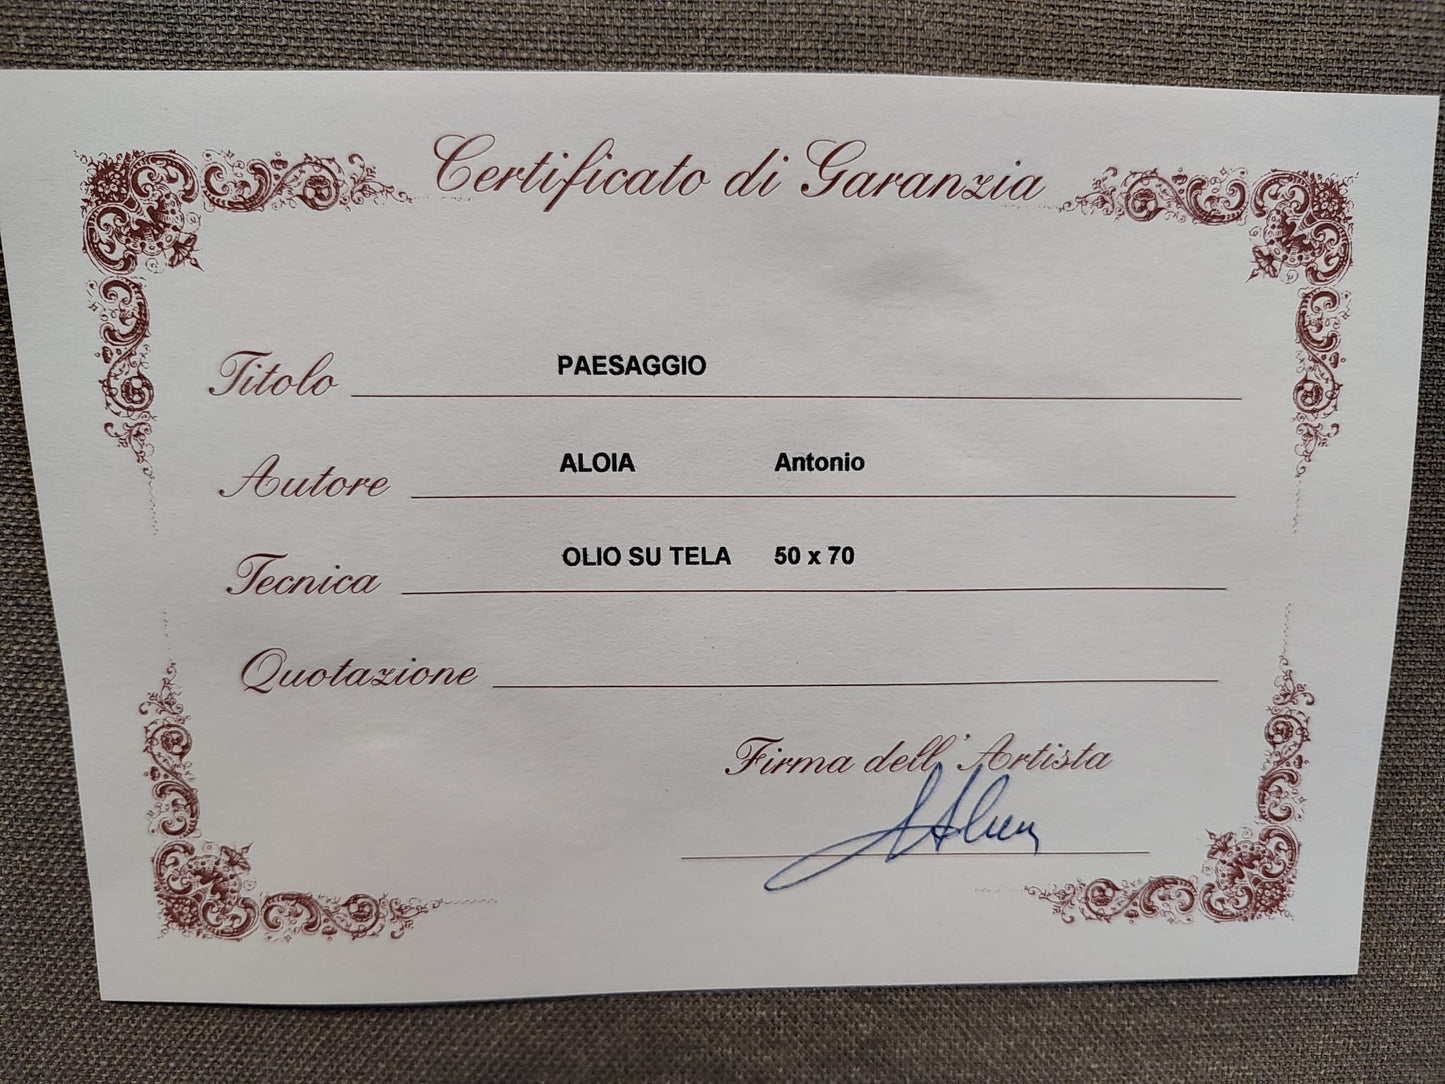 Certificato di Garanzia
Titolo PAESAGGIO
Autore ALOIA Antonio
Tecnica OLIO SU TELA 50 x 70
Quotazione
Firma dell'Artista